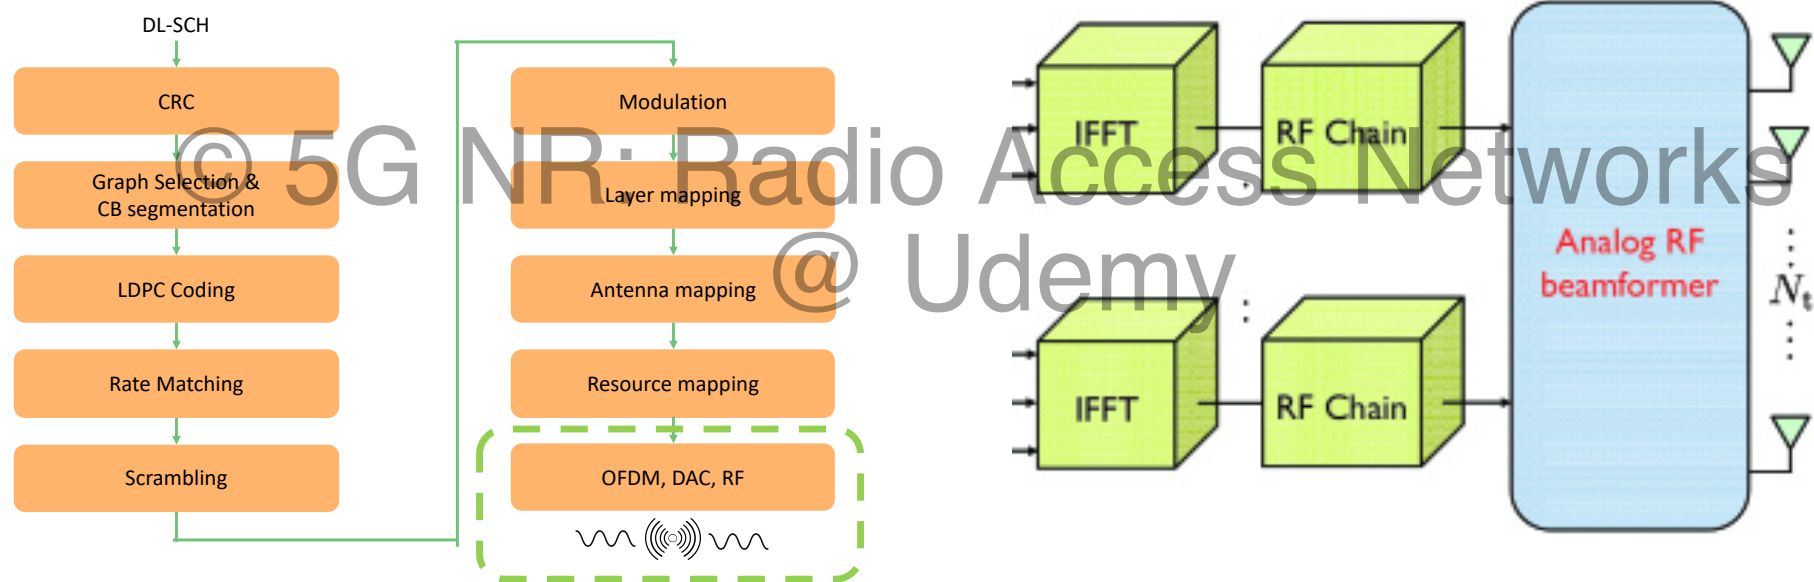 DL-SCH
CRC
Graph Selection &
CB segmentation
LDPC Coding
Rate Matching
Scrambling
Modulation
Layer mapping
Antenna mapping
Resource mapping
OFDM, DAC, RF
IFFT
RF Chain
IFFT
RF Chain
Analog RF
beamformer
Nt
© 5G NR: Radio Access Networks
@ Udemy